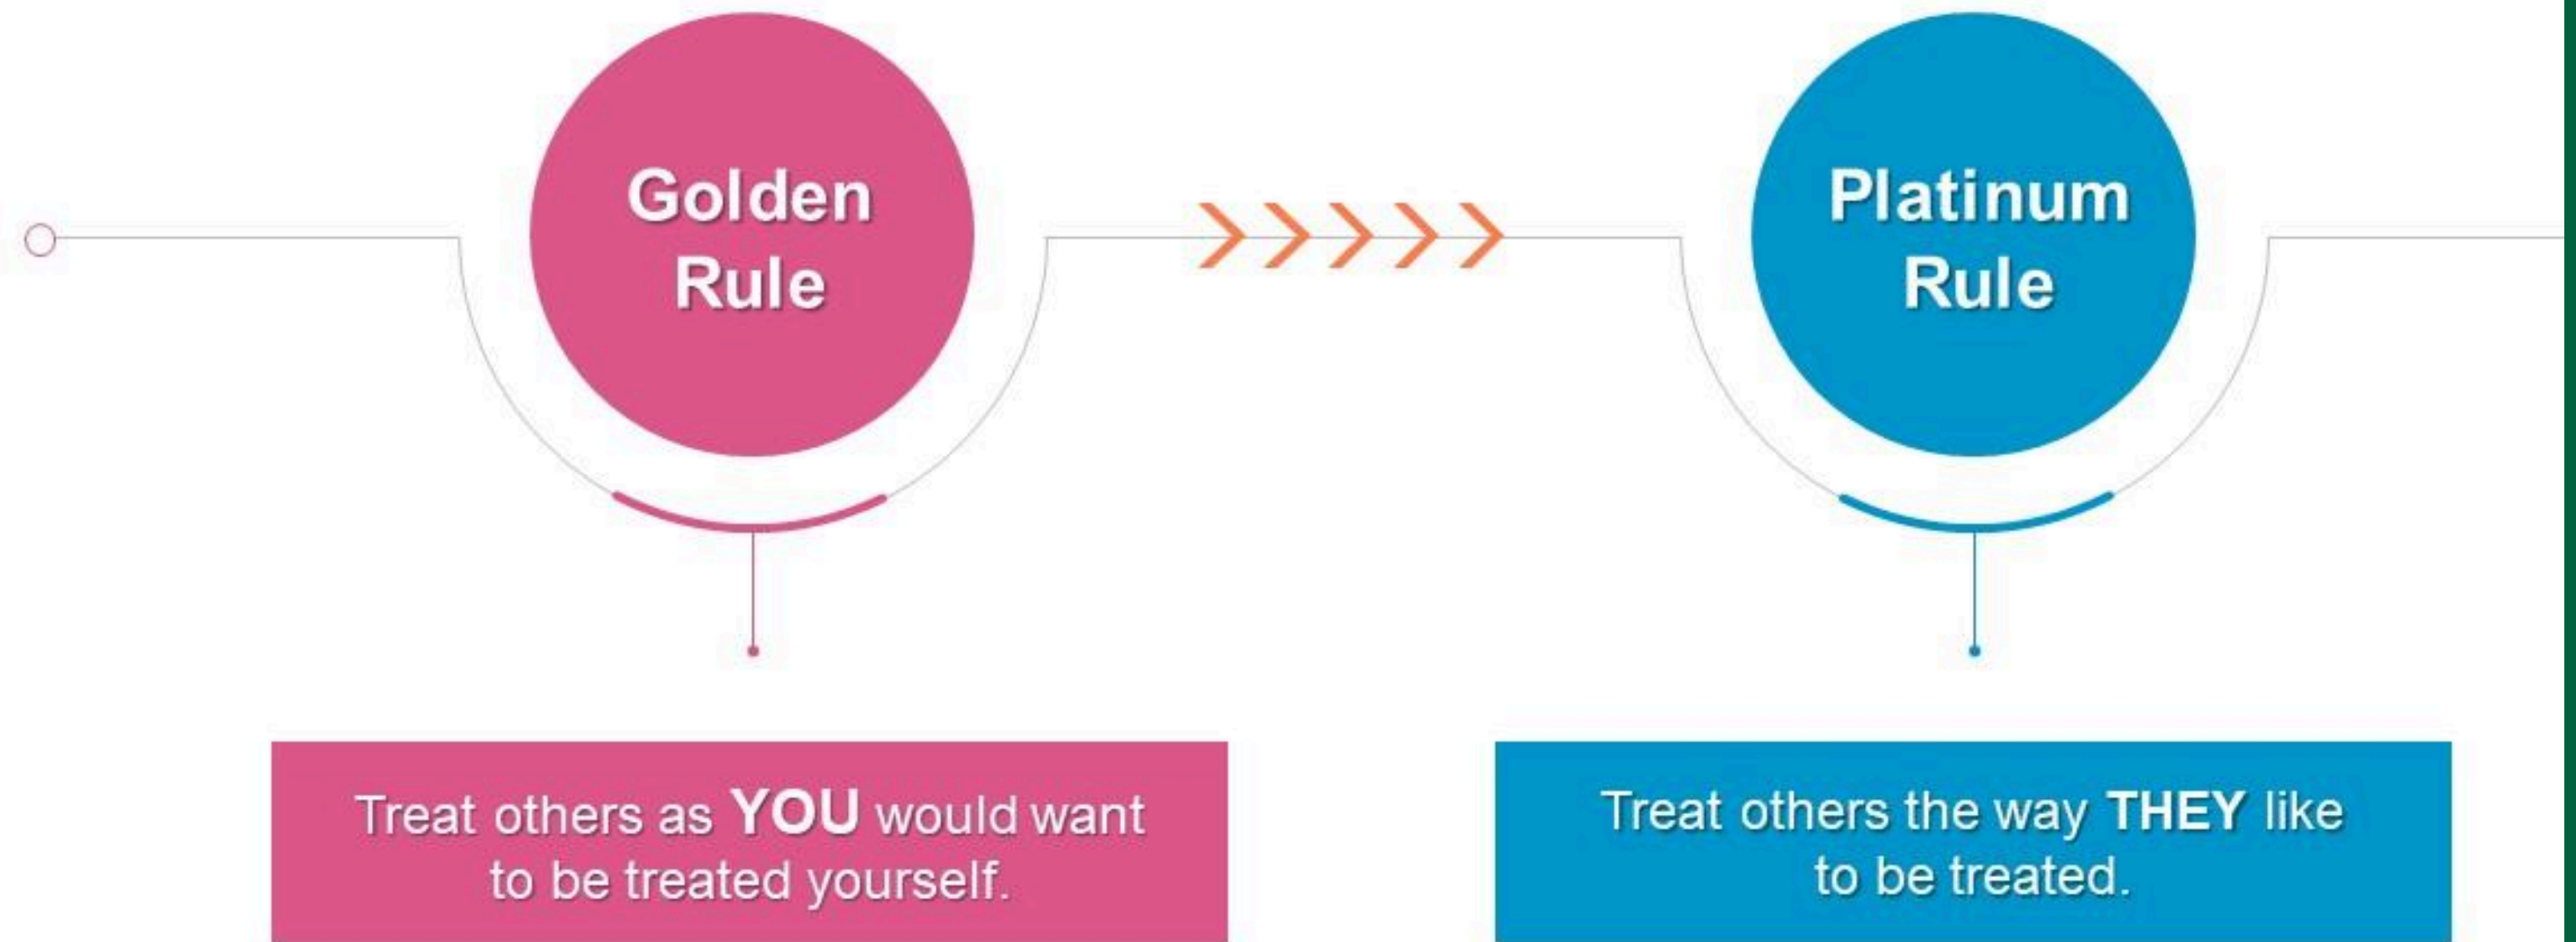 Golden
Rule
Treat others as YOU would want
to be treated yourself.
Platinum
Rule
Treat others the way THEY like
to be treated.